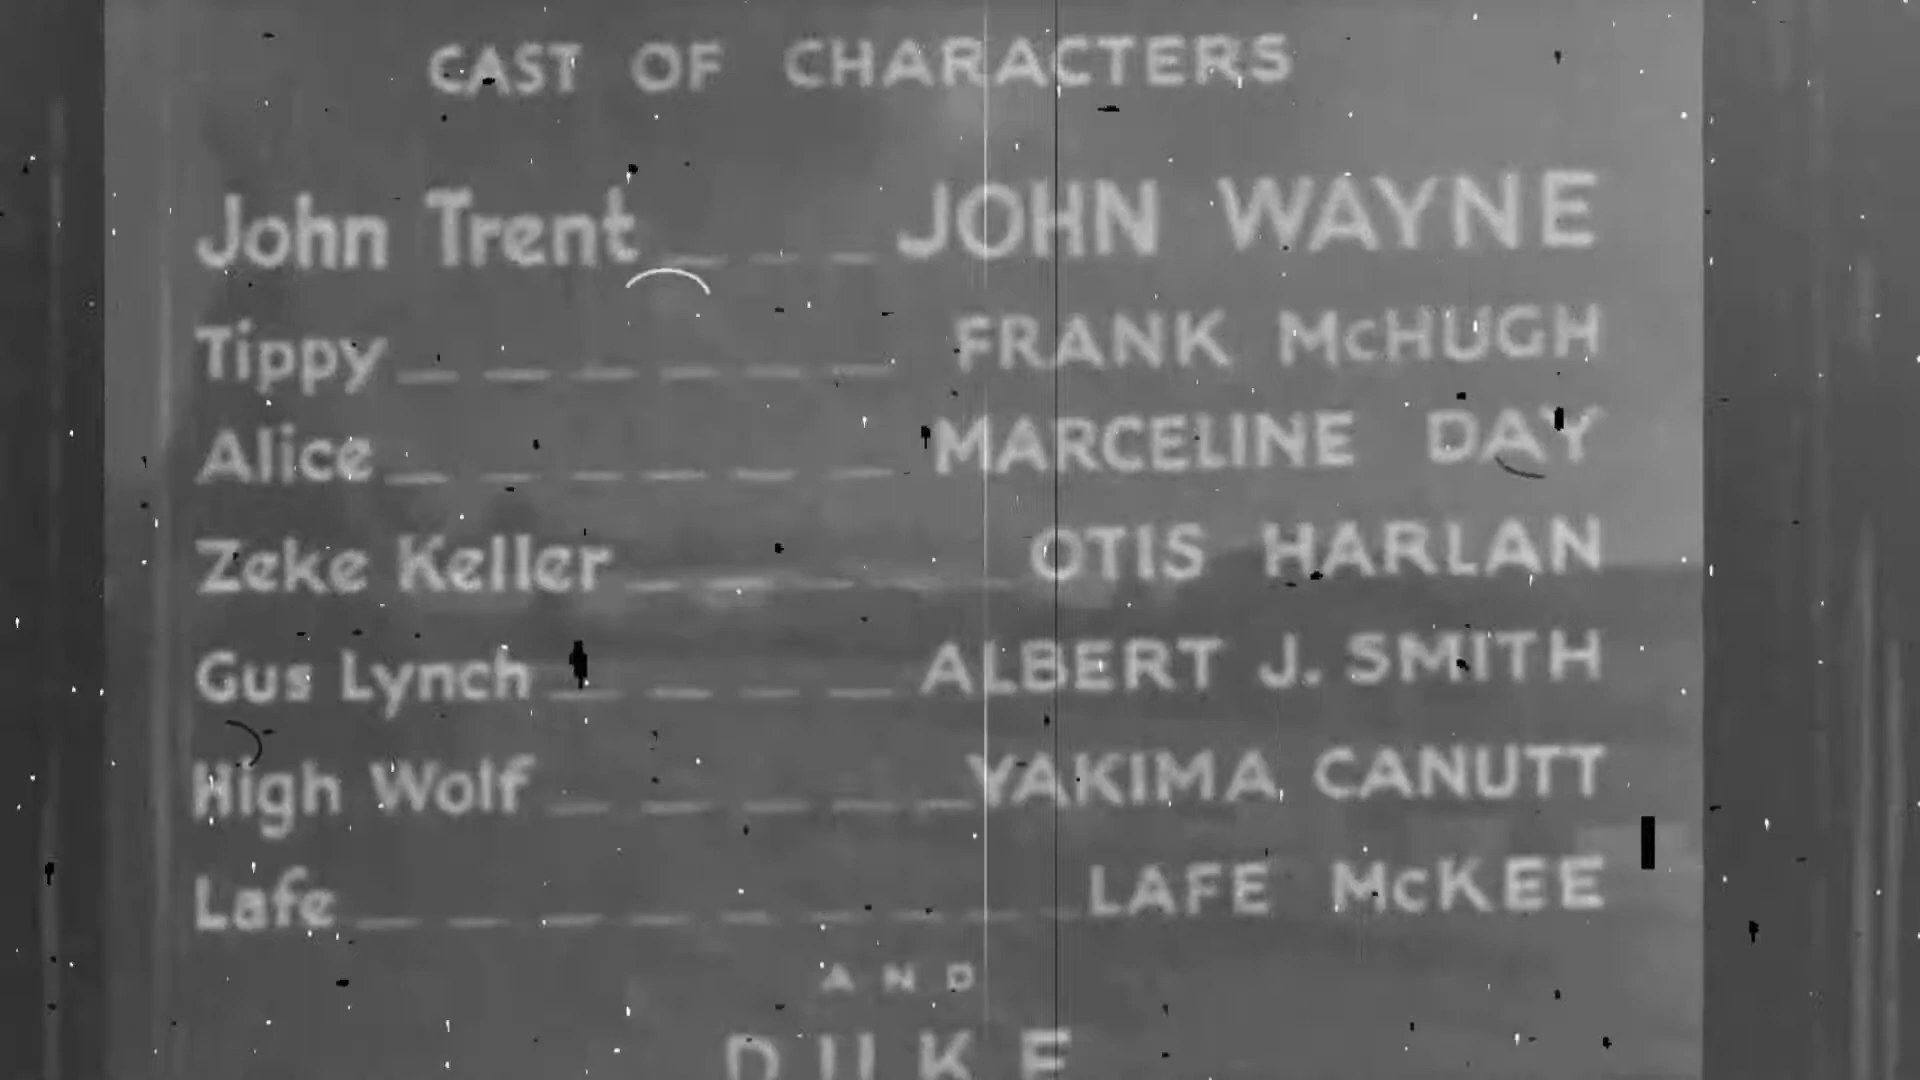 CAST OF CHARACTERS
John Trent _ _ _ JOHN WAYNE
Tippy _ _ _ _ _ _ FRANK McHUGH
Alice _ _ _ _ _ _ MARCELINE DAY
Zeke Keller _ _ _ _ _ OTIS HARLAN
Gus Lynch _ _ _ _ ALBERT J. SMITH
High Wolf _ _ _ _ _ YAKIMA CANUTT
Lafe _ _ _ _ _ _ _ _ LAFE McKEE
AND
DUKE